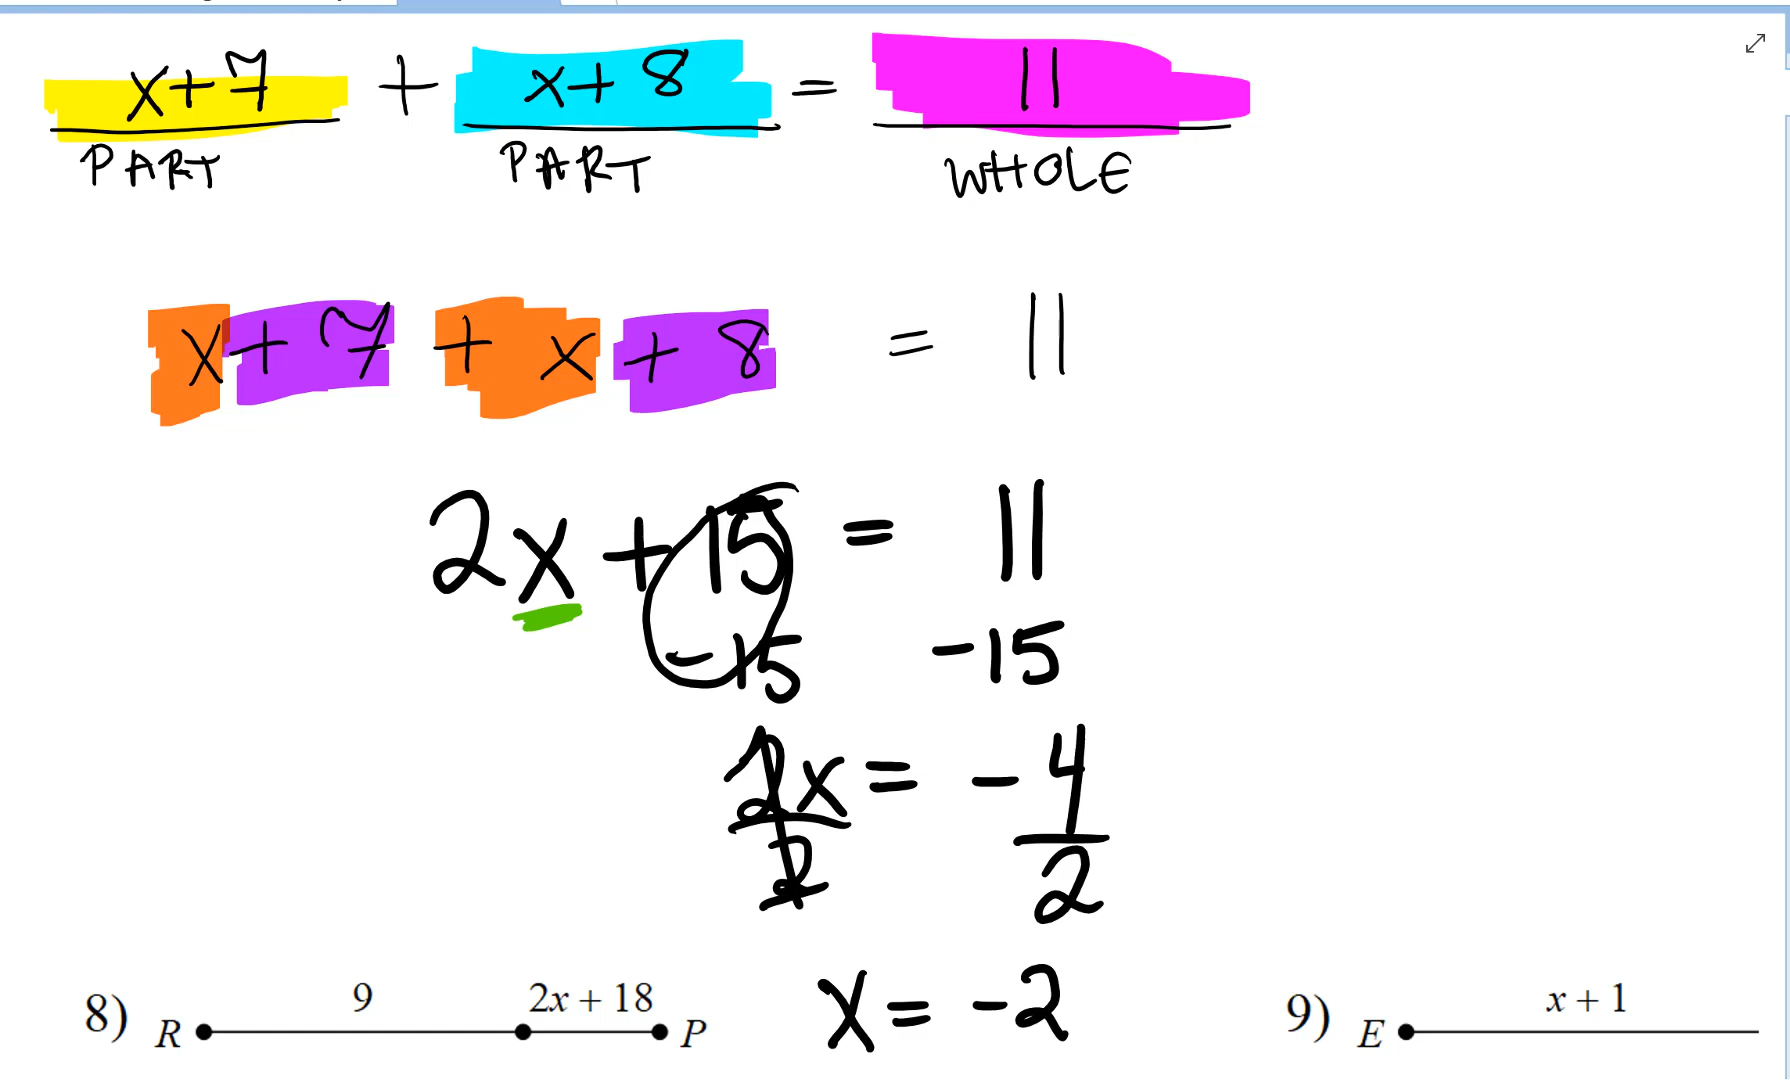 x+7 + x+8 = 11
PART PART WHOLE
x+7 + x + 8 = 11
2x + 15 = 11
-15 -15
2x = -4
2 2
x = -2
8) R 9 2x + 18 P
9) E x + 1